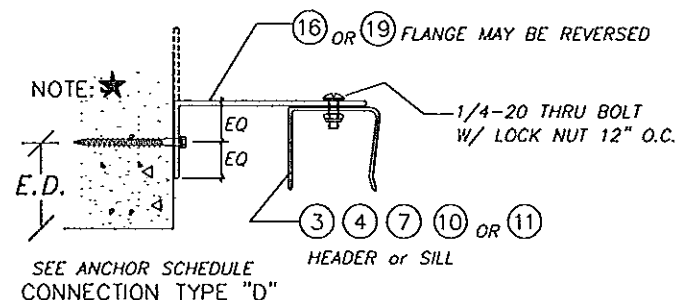 16 OR 19 FLANGE MAY BE REVERSED
NOTE: ★
1/4-20 THRU BOLT
W/ LOCK NUT 12" O.C.
EQ
EQ
E.D.
3 4 7 10 OR 11
HEADER or SILL
SEE ANCHOR SCHEDULE
CONNECTION TYPE "D"